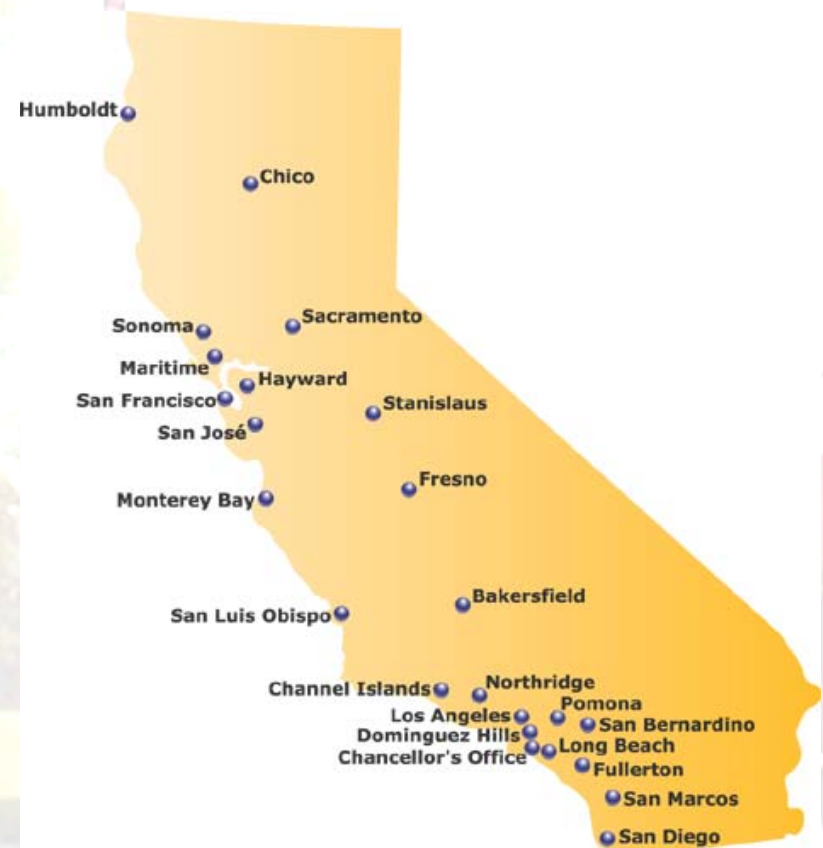 Humboldt
Chico
Sacramento
Sonoma
Maritime
Hayward
San Francisco
Stanislaus
San José
Fresno
Monterey Bay
Bakersfield
San Luis Obispo
Northridge
Channel Islands
Pomona
Los Angeles
San Bernardino
Dominguez Hills
Long Beach
Chancellor's Office
Fullerton
San Marcos
San Diego